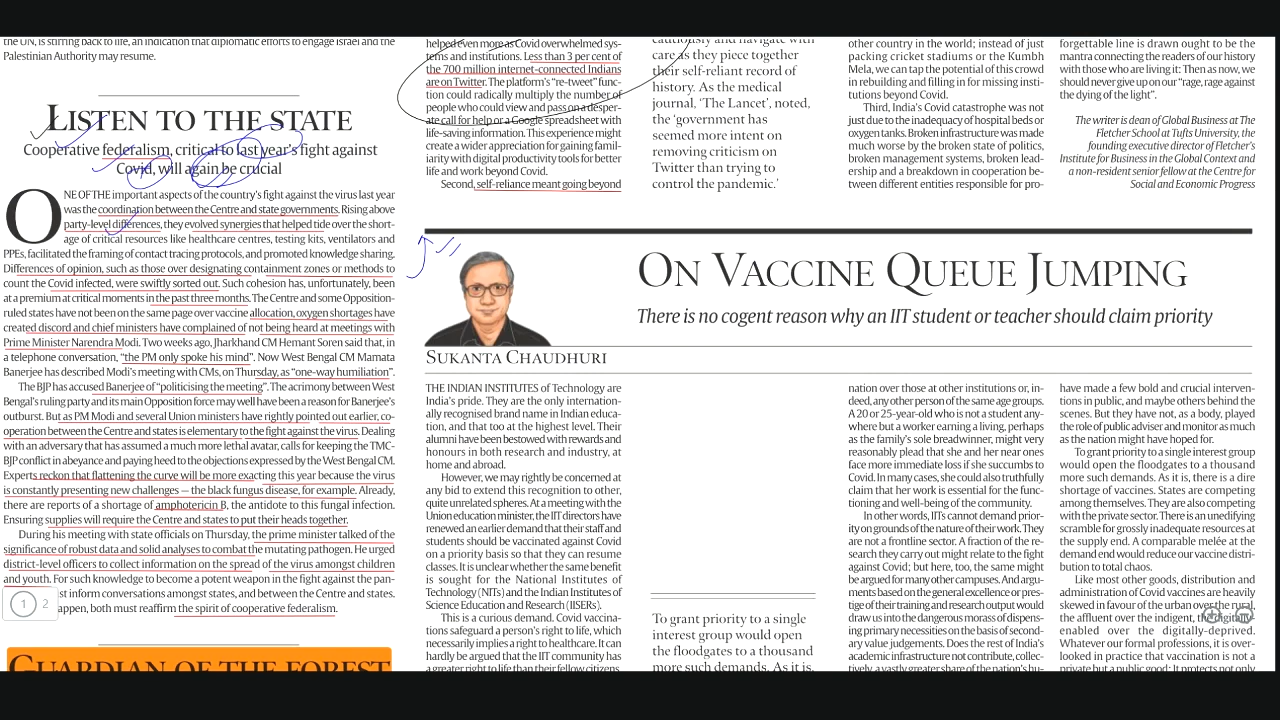 the UN, is stirring back to life, an indication that diplomatic efforts to engage Israel and the
Palestinian Authority may resume.
LISTEN TO THE STATE
Cooperative federalism, critical to last year's fight against
Covid, will again be crucial
ONE OF THE important aspects of the country's fight against the virus last year
was the coordination between the Centre and state governments. Rising above
party-level differences, they evolved synergies that helped tide over the short-
age of critical resources like healthcare centres, testing kits, ventilators and
PPEs, facilitated the framing of contact tracing protocols, and promoted knowledge sharing.
Differences of opinion, such as those over designating containment zones or methods to
count the Covid infected, were swiftly sorted out. Such cohesion has, unfortunately, been
at a premium at critical moments in the past three months. The Centre and some Opposition-
ruled states have not been on the same page over vaccine allocation, oxygen shortages have
created discord and chief ministers have complained of not being heard at meetings with
Prime Minister Narendra Modi. Two weeks ago, Jharkhand CM Hemant Soren said that, in
a telephone conversation, "the PM only spoke his mind". Now West Bengal CM Mamata
Banerjee has described Modi's meeting with CMs, on Thursday, as "one-way humiliation".
The BJP has accused Banerjee of "politicising the meeting". The acrimony between West
Bengal's ruling party and its main Opposition force may well have been a reason for Banerjee's
outburst. But as PM Modi and several Union ministers have rightly pointed out earlier, co-
operation between the Centre and states is elementary to the fight against the virus. Dealing
with an adversary that has assumed a much more lethal avatar, calls for keeping the TMC-
BJP conflict in abeyance and paying heed to the objections expressed by the West Bengal CM.
Experts reckon that flattening the curve will be more exacting this year because the virus
is constantly presenting new challenges — the black fungus disease, for example. Already,
there are reports of a shortage of amphotericin B, the antidote to this fungal infection.
Ensuring supplies will require the Centre and states to put their heads together.
During his meeting with state officials on Thursday, the prime minister talked of the
significance of robust data and solid analyses to combat the mutating pathogen. He urged
district-level officers to collect information on the spread of the virus amongst children
and youth. For such knowledge to become a potent weapon in the fight against the pan-
st inform conversations amongst states, and between the Centre and states.
appen, both must reaffirm the spirit of cooperative federalism.
1 2
GUARDIAN OF THE FOREST
helped even more as Covid overwhelmed sys-
tems and institutions. Less than 3 per cent of
the 700 million internet-connected Indians
are on Twitter. The platform's "re-tweet" func-
tion could radically multiply the number of
people who could view and pass on a desper-
ate call for help or a Google spreadsheet with
life-saving information. This experience might
create a wider appreciation for gaining famil-
iarity with digital productivity tools for better
life and work beyond Covid.
Second, self-reliance meant going beyond
cautiously and navigate with
care as they piece together
their self-reliant record of
history. As the medical
journal, 'The Lancet', noted,
the 'government has
seemed more intent on
removing criticism on
Twitter than trying to
control the pandemic.'
other country in the world; instead of just
packing cricket stadiums or the Kumbh
Mela, we can tap the potential of this crowd
in rebuilding and filling in for missing insti-
tutions beyond Covid.
Third, India's Covid catastrophe was not
just due to the inadequacy of hospital beds or
oxygen tanks. Broken infrastructure was made
much worse by the broken state of politics,
broken management systems, broken lead-
ership and a breakdown in cooperation be-
tween different entities responsible for pro-
forgettable line is drawn ought to be the
mantra connecting the readers of your history
with those who are living it: Then as now, we
should never give up on our "rage, rage against
the dying of the light".
The writer is dean of Global Business at The
Fletcher School at Tufts University, the
founding executive director of Fletcher's
Institute for Business in the Global Context and
a non-resident senior fellow at the Centre for
Social and Economic Progress
ON VACCINE QUEUE JUMPING
There is no cogent reason why an IIT student or teacher should claim priority
SUKANTA CHAUDHURI
THE INDIAN INSTITUTES of Technology are
India's pride. They are the only internation-
ally recognised brand name in Indian educa-
tion, and that too at the highest level. Their
alumni have been bestowed with rewards and
honours in both research and industry, at
home and abroad.
However, we may rightly be concerned at
any bid to extend this recognition to other,
quite unrelated spheres. At a meeting with the
Union education minister, the IIT directors have
renewed an earlier demand that their staff and
students should be vaccinated against Covid
on a priority basis so that they can resume
classes. It is unclear whether the same benefit
is sought for the National Institutes of
Technology (NITs) and the Indian Institutes of
Science Education and Research (IISERs).
This is a curious demand. Covid vaccina-
tions safeguard a person's right to life, which
necessarily implies a right to healthcare. It can
hardly be argued that the IIT community has
a greater right to life than their fellow citizens
To grant priority to a single
interest group would open
the floodgates to a thousand
more such demands. As it is,
nation over those at other institutions or, in-
deed, any other person of the same age groups.
A 20 or 25-year-old who is not a student any-
where but a worker earning a living, perhaps
as the family's sole breadwinner, might very
reasonably plead that she and her near ones
face more immediate loss if she succumbs to
Covid. In many cases, she could also truthfully
claim that her work is essential for the func-
tioning and well-being of the community.
In other words, IITs cannot demand prior-
ity on grounds of the nature of their work. They
are not a frontline sector. A fraction of the re-
search they carry out might relate to the fight
against Covid; but here, too, the same might
be argued for many other campuses. And argu-
ments based on the general excellence or pres-
tige of their training and research output would
draw us into the dangerous morass of dispens-
ing primary necessities on the basis of second-
ary value judgements. Does the rest of India's
academic infrastructure not contribute, collec-
tively, a vastly greater share of the nation's hu-
have made a few bold and crucial interven-
tions in public, and maybe others behind the
scenes. But they have not, as a body, played
the role of public adviser and monitor as much
as the nation might have hoped for.
To grant priority to a single interest group
would open the floodgates to a thousand
more such demands. As it is, there is a dire
shortage of vaccines. States are competing
among themselves. They are also competing
with the private sector. There is an unedifying
scramble for grossly inadequate resources at
the supply end. A comparable melée at the
demand end would reduce our vaccine distri-
bution to total chaos.
Like most other goods, distribution and
administration of Covid vaccines are heavily
skewed in favour of the urban over the rural,
the affluent over the indigent, the digitally-
enabled over the digitally-deprived.
Whatever our formal professions, it is over-
looked in practice that vaccination is not a
private but a public good: It protects not only